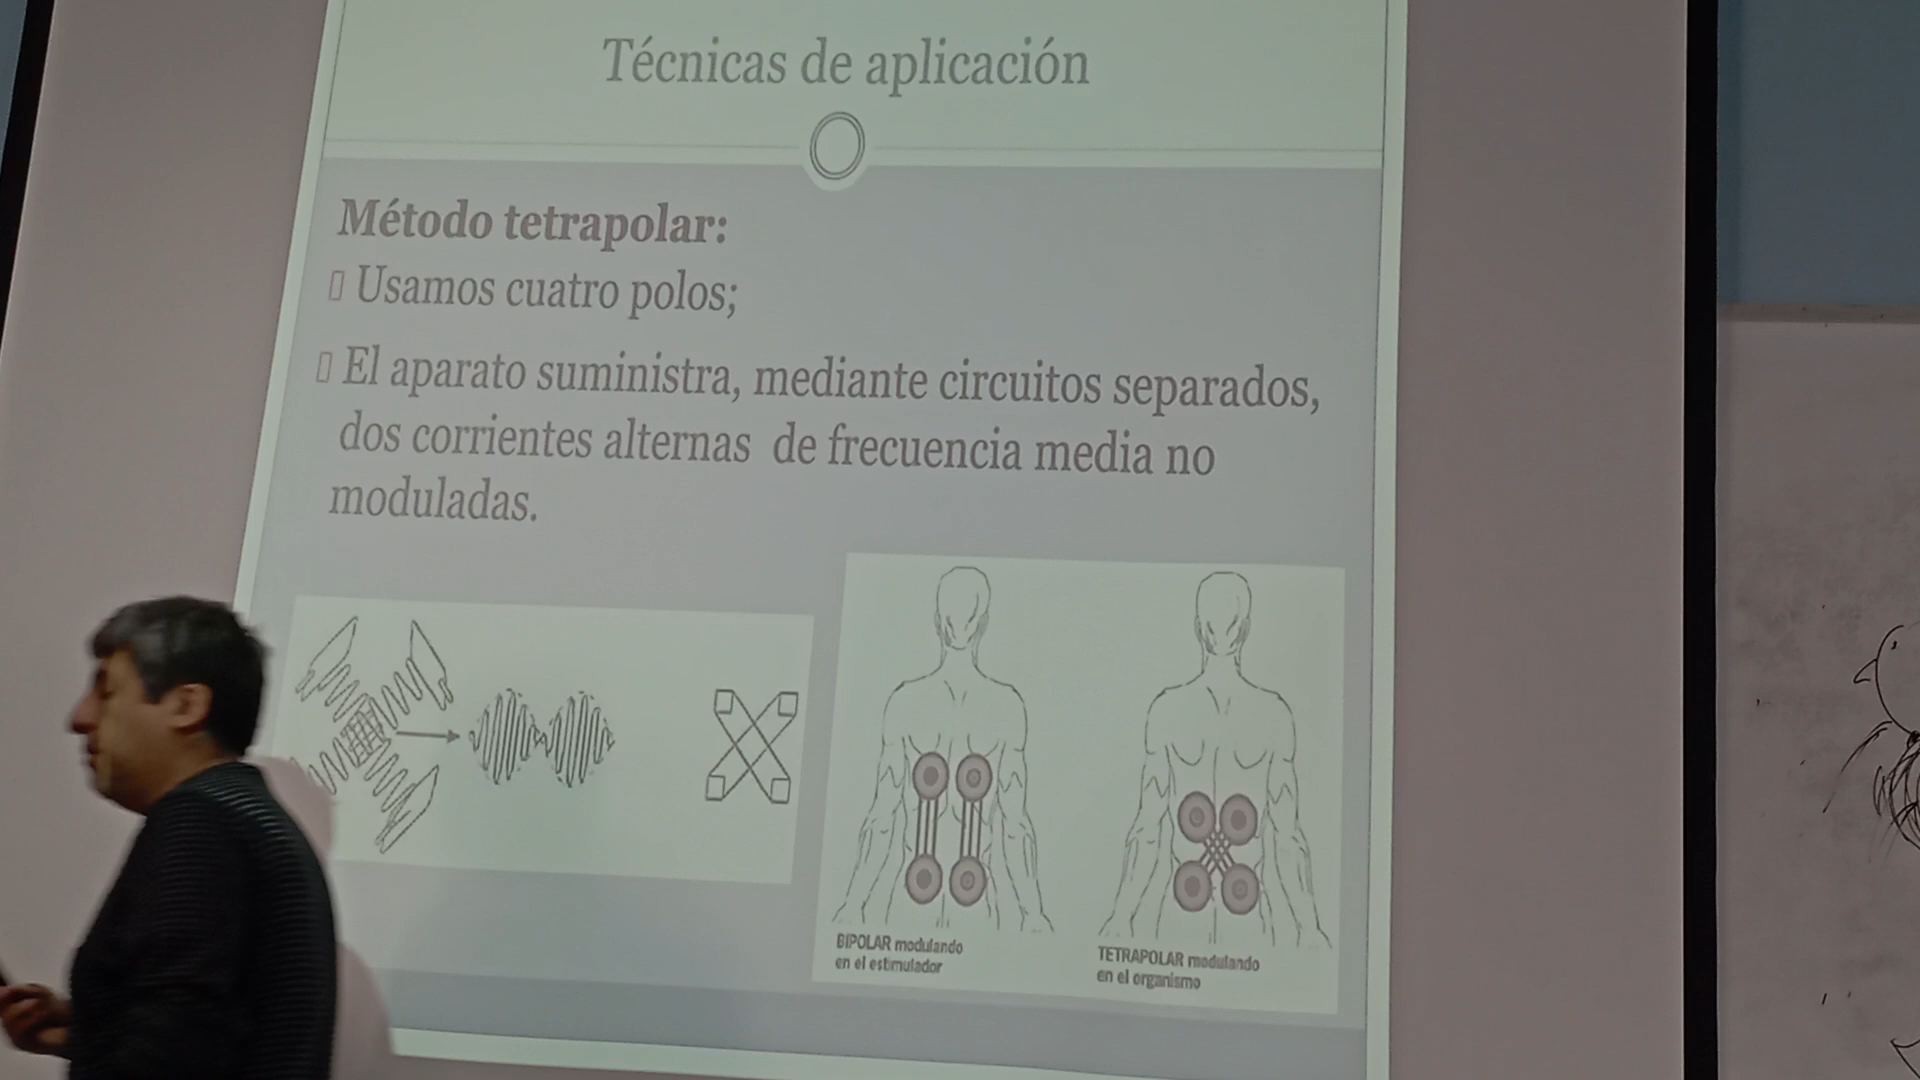 Técnicas de aplicación
Método tetrapolar:
Usamos cuatro polos;
El aparato suministra, mediante circuitos separados,
dos corrientes alternas de frecuencia media no
moduladas.
BIPOLAR modulando
en el estimulador
TETRAPOLAR modulando
en el organismo